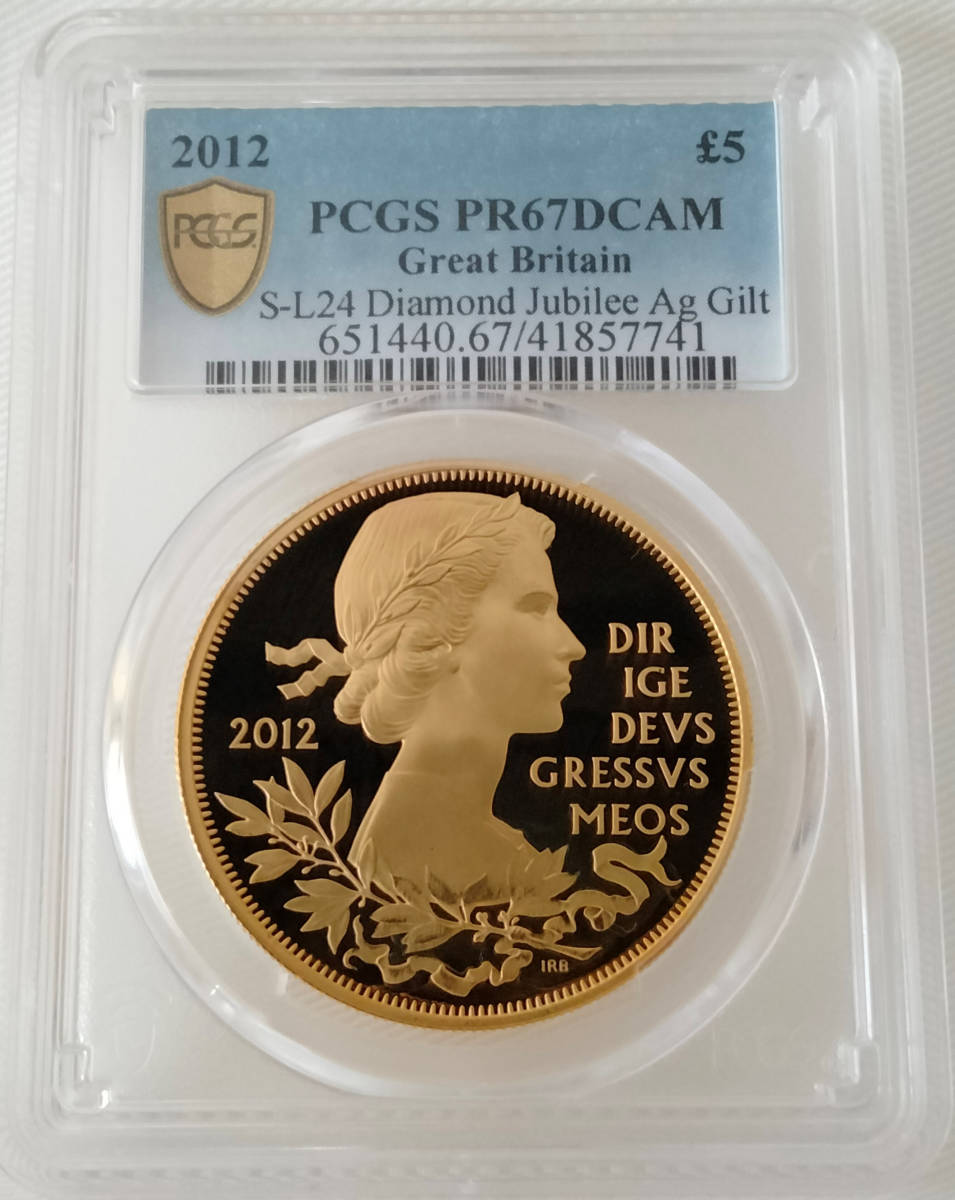 2012 £5
PCGS
PCGS PR67DCAM
Great Britain
S-L24 Diamond Jubilee Ag Gilt
651440.67/41857741
DIR
IGE
2012 DEVS
GRESSVS
MEOS
IRB